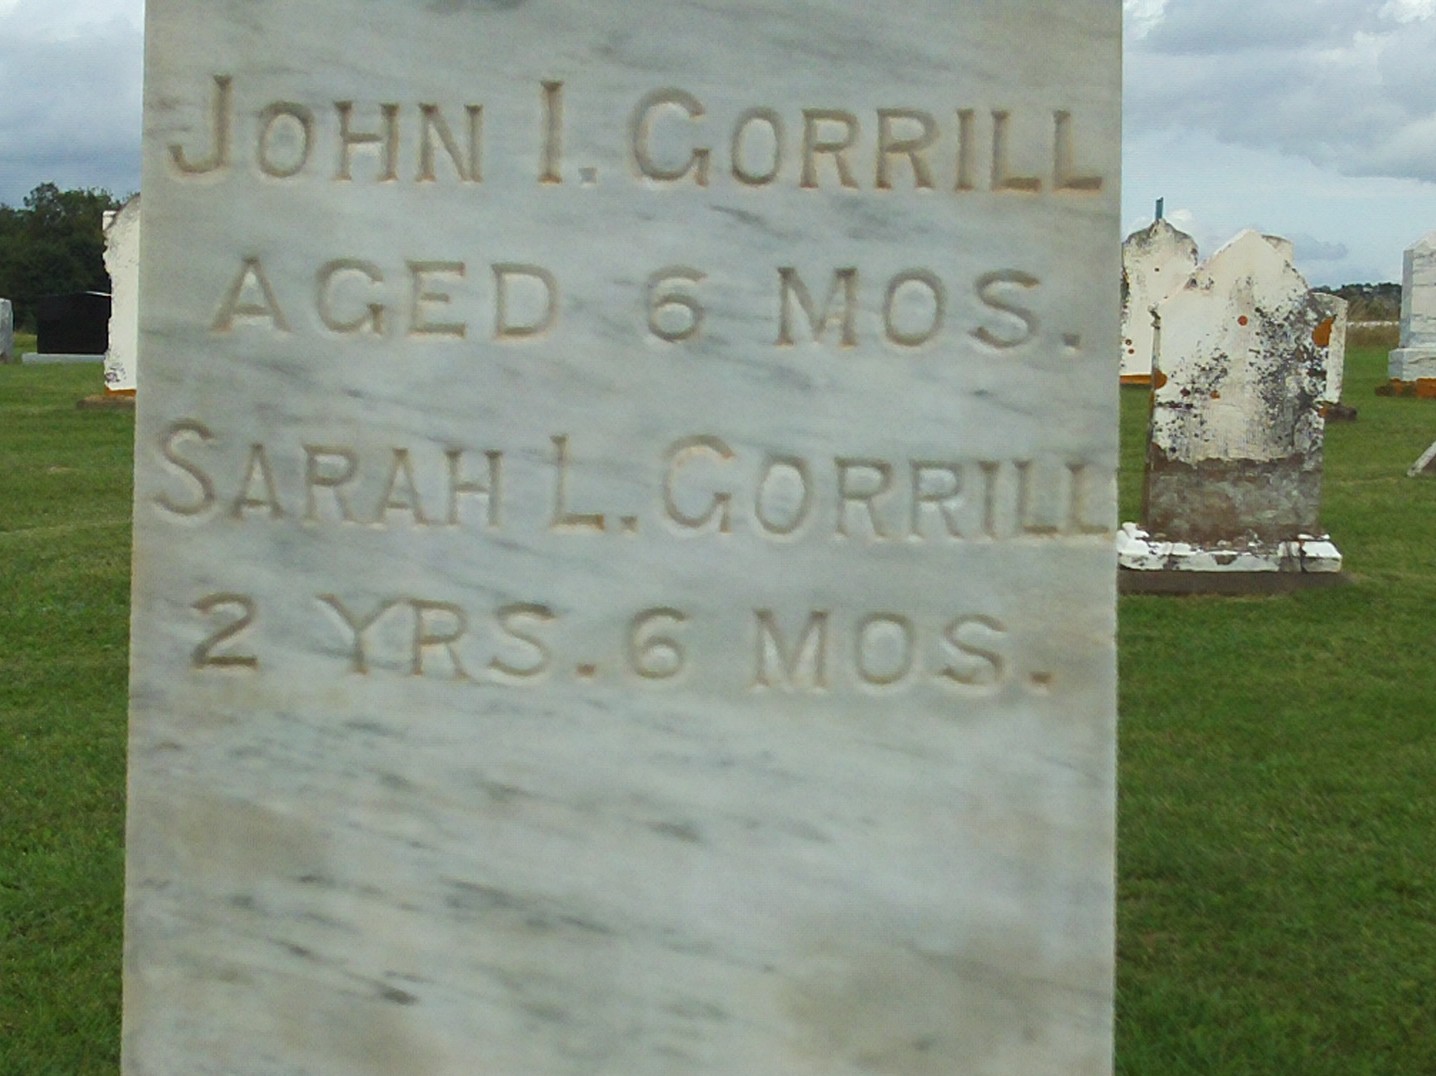 JOHN I. GORRILL
AGED 6 MOS.
SARAH L. GORRILL
2 YRS. 6 MOS.